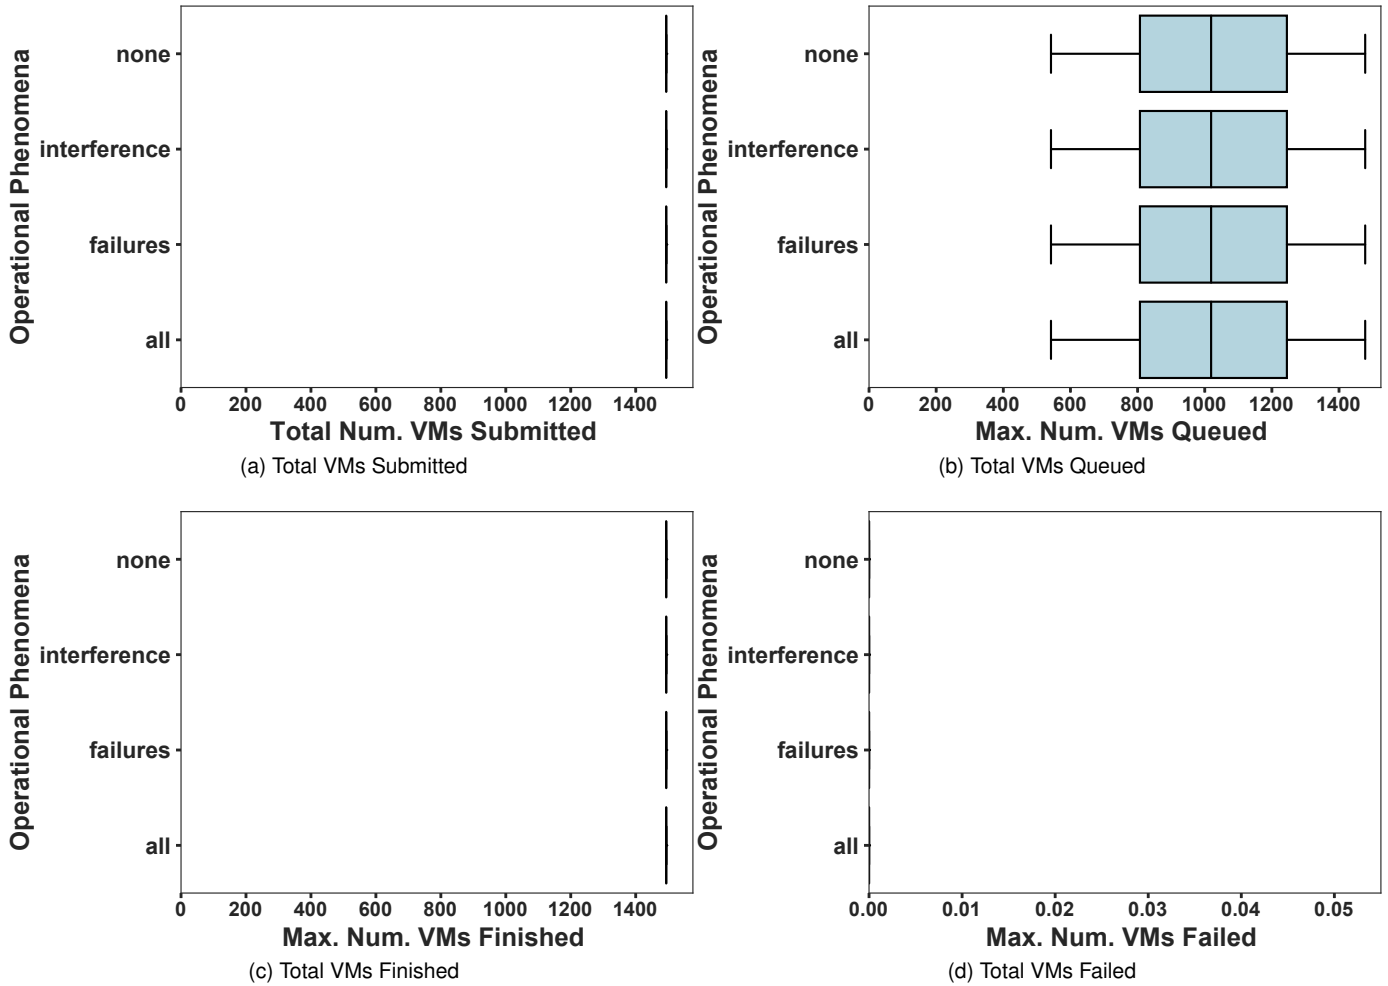 Operational Phenomena
none
interference
failures
all
0 200 400 600 800 1000 1200 1400
Total Num. VMs Submitted
(a) Total VMs Submitted
Operational Phenomena
none
interference
failures
all
0 200 400 600 800 1000 1200 1400
Max. Num. VMs Queued
(b) Total VMs Queued
Operational Phenomena
none
interference
failures
all
0 200 400 600 800 1000 1200 1400
Max. Num. VMs Finished
(c) Total VMs Finished
Operational Phenomena
none
interference
failures
all
0.00 0.01 0.02 0.03 0.04 0.05
Max. Num. VMs Failed
(d) Total VMs Failed